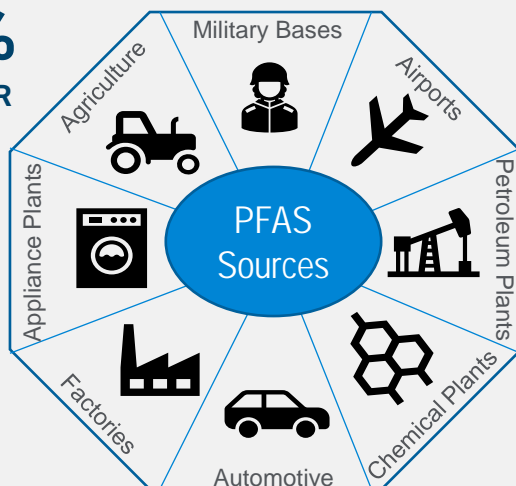 %
R
Military Bases
Airports
Petroleum Plants
Chemical Plants
Automotive
Factories
Appliance Plants
Agriculture
PFAS
Sources